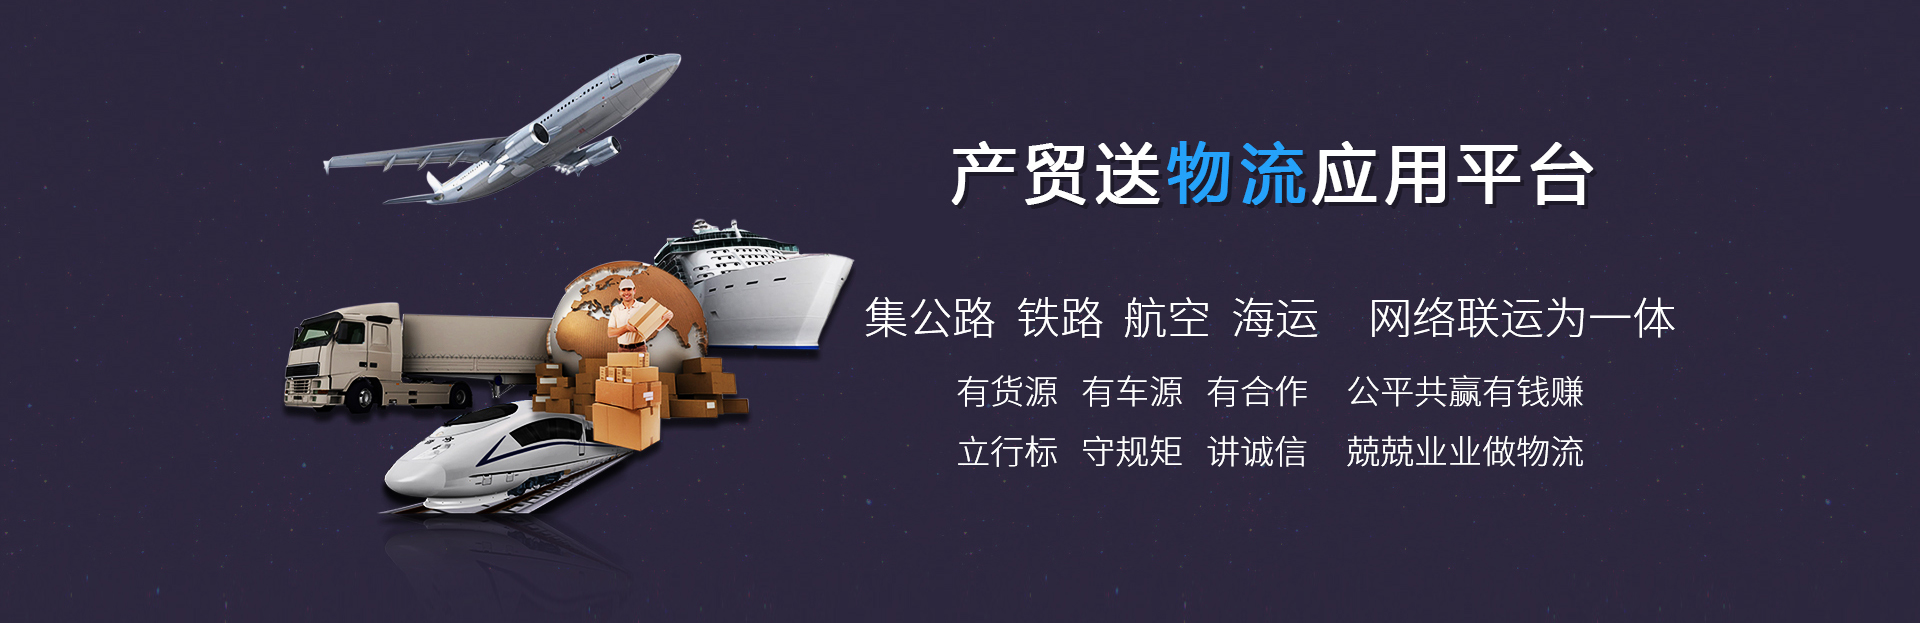 产贸送物流应用平台
集公路 铁路 航空 海运 网络联运为一体
有货源 有车源 有合作 公平共赢有钱赚
立行标 守规矩 讲诚信 兢兢业业做物流